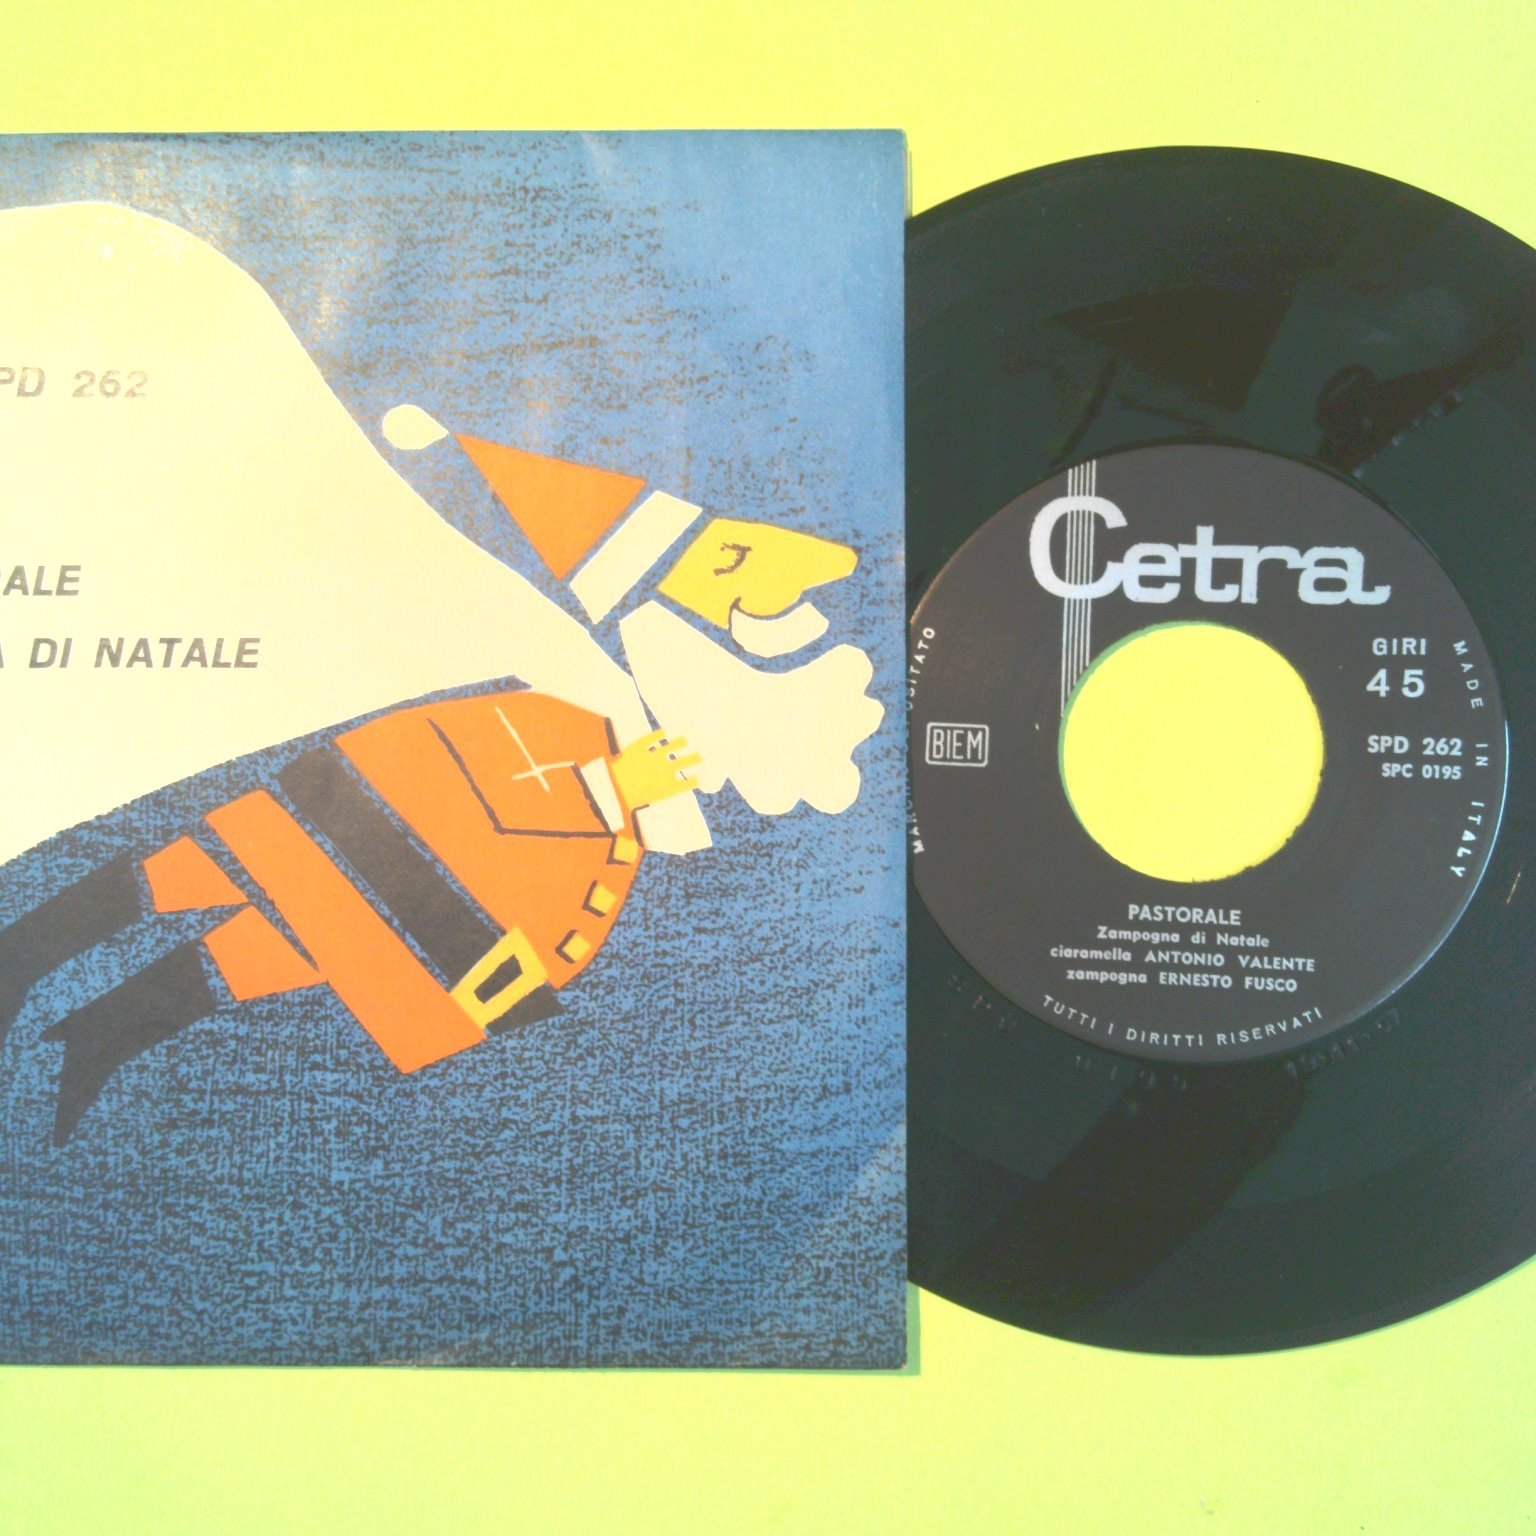 PD 262
ALE
DI NATALE
Cetra
GIRI
45
BIEM
SPD 262
SPC 0195
MADE IN ITALY
PASTORALE
Zampogna di Natale
ciaramella ANTONIO VALENTE
zampogna ERNESTO FUSCO
TUTTI I DIRITTI RISERVATI